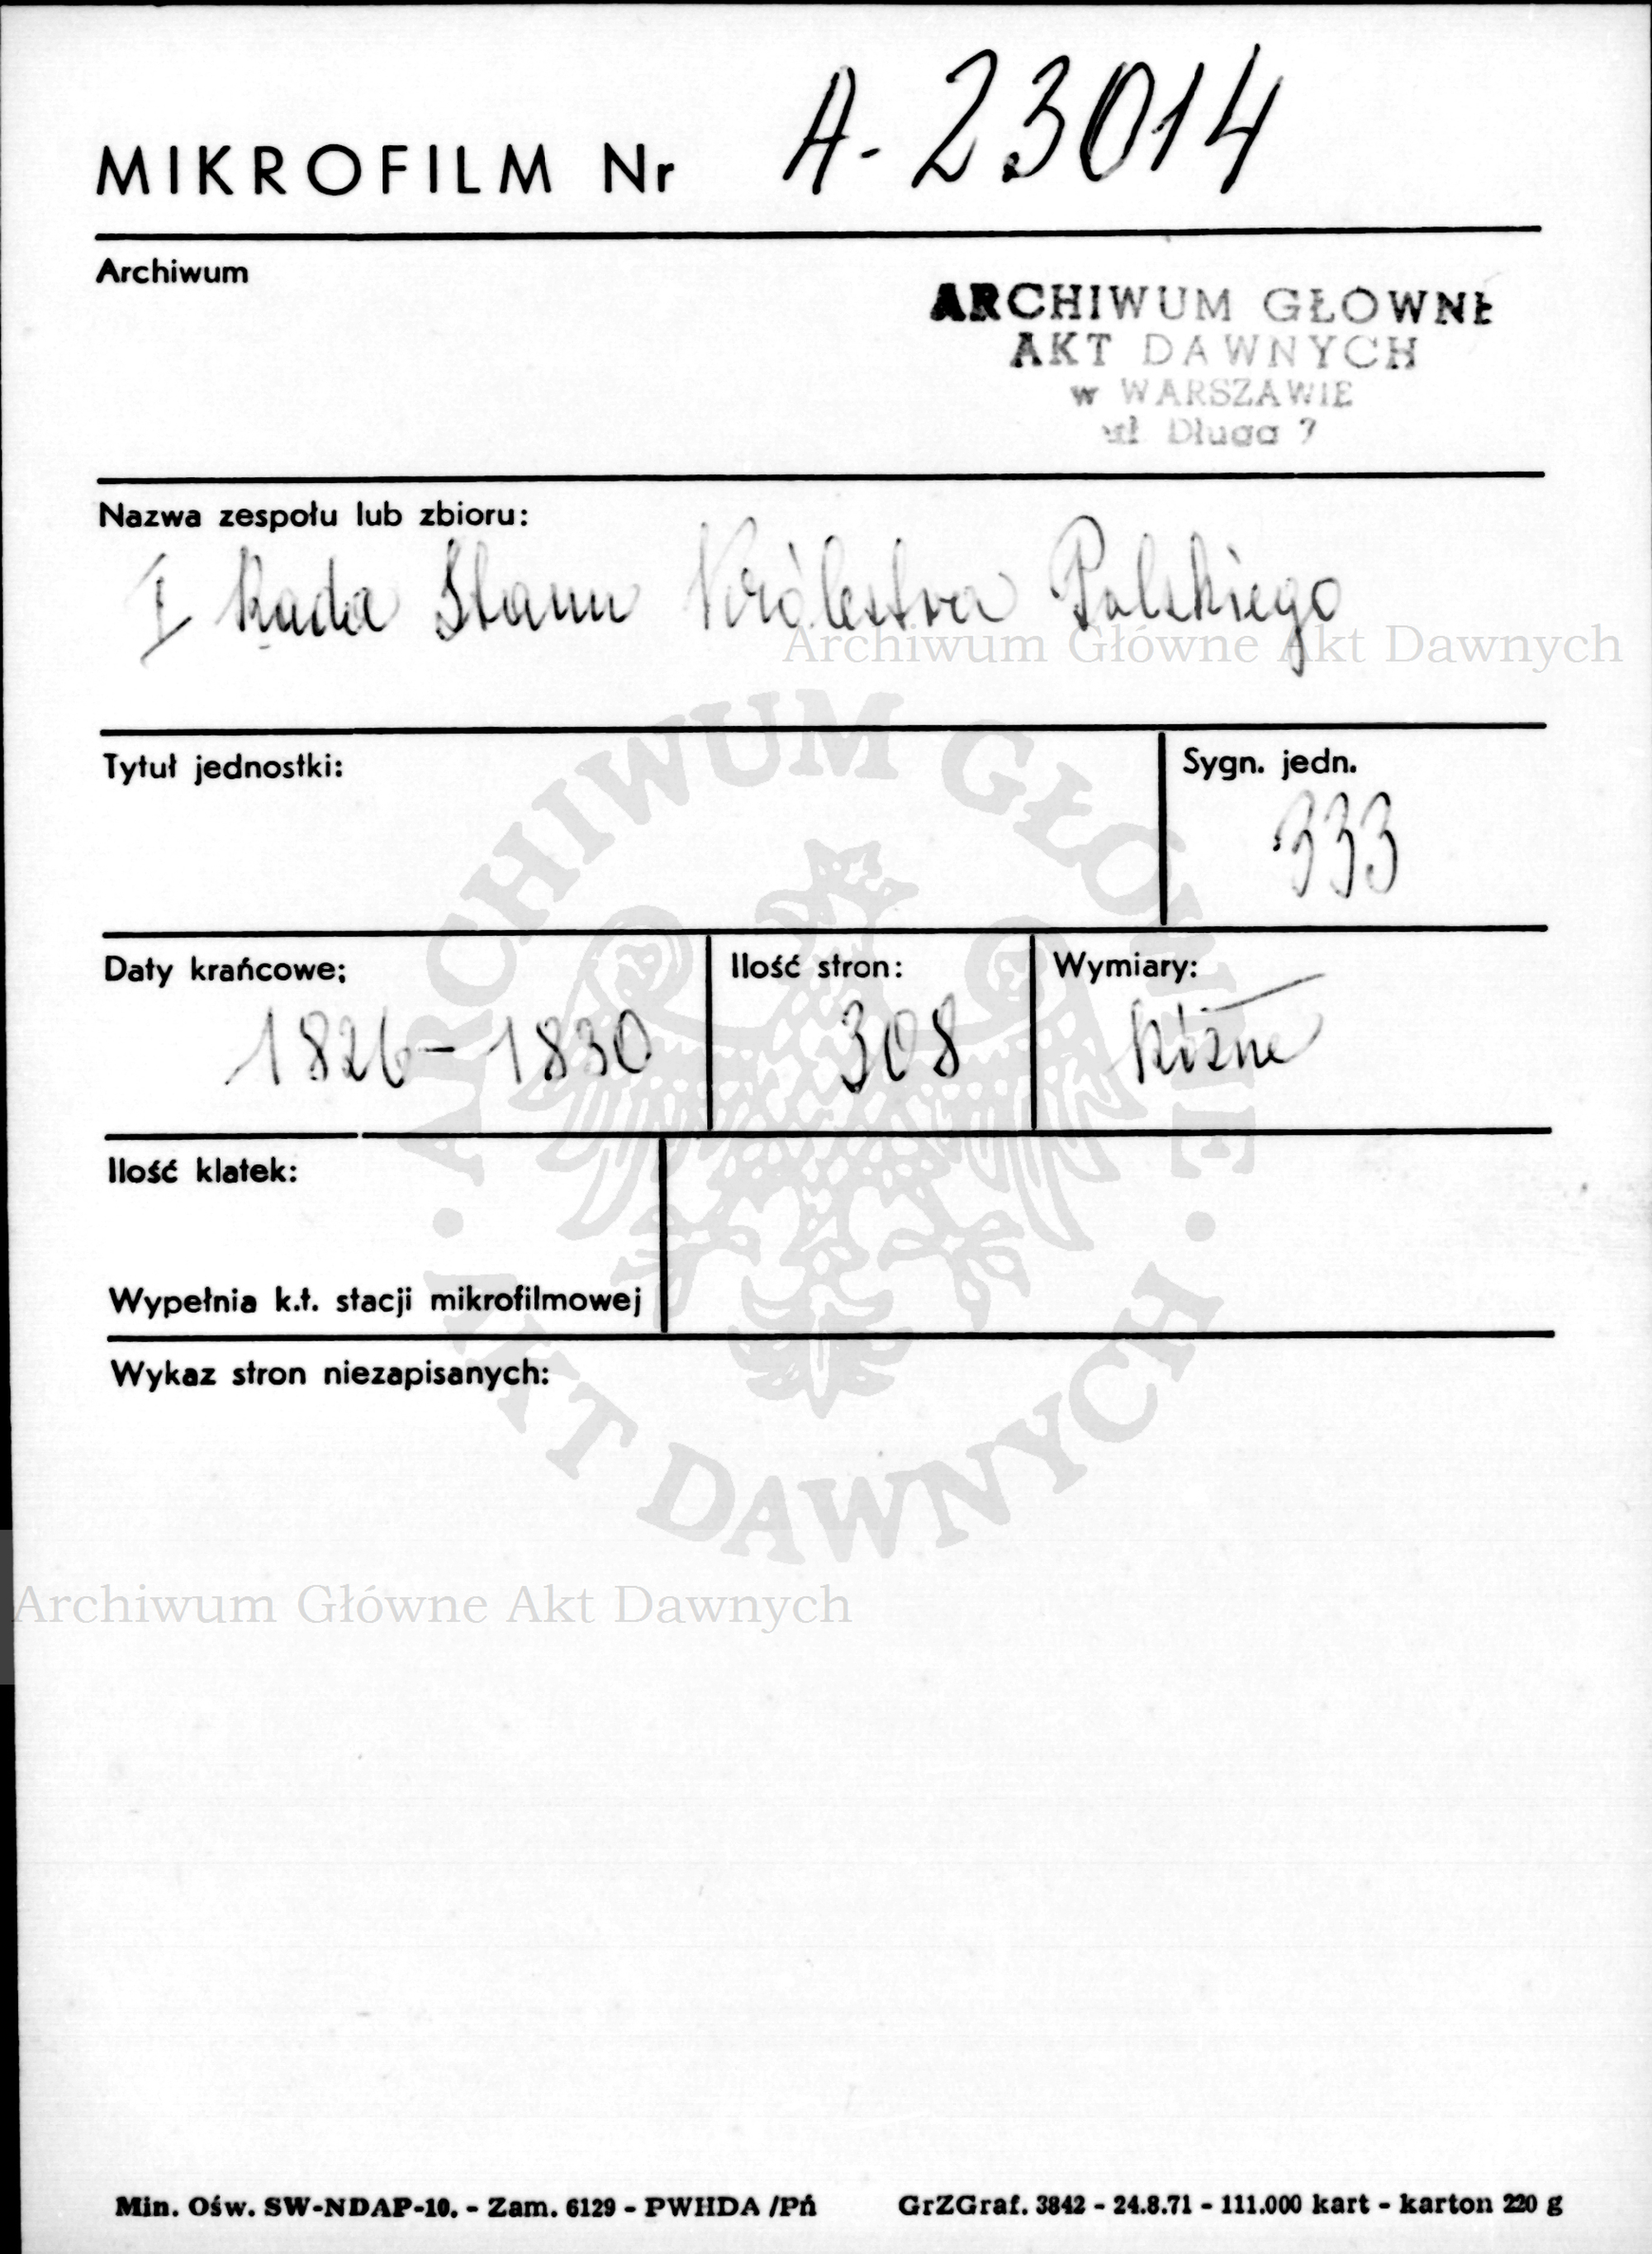 MIKROFILM Nr A-23014
Archiwum
ARCHIWUM GŁOWNE
AKT DAWNYCH
w WARSZAWIE
ul Długa 7
Nazwa zespołu lub zbioru:
I Rada Stanu Królestwa Polskiego
Archiwum Główne Akt Dawnych
Tytuł jednostki:
Sygn. jedn.
333
Daty krańcowe:
1826-1830
Ilość stron:
308
Wymiary:
różne
Ilość klatek:
Wypełnia k.t. stacji mikrofilmowej
Wykaz stron niezapisanych:
ARCHIWUM GŁÓWNE
AKT DAWNYCH
Archiwum Główne Akt Dawnych
Min. Ośw. SW-NDAP-10. - Zam. 6129 - PWHDA /Pń
GrZGraf. 3842 - 24.8.71 - 111.000 kart - karton 220 g